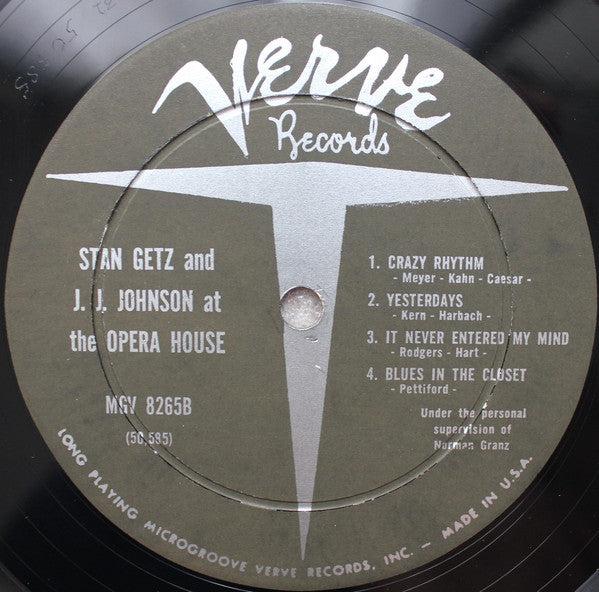 Verve
Records
STAN GETZ and
J. J. JOHNSON at
the OPERA HOUSE
MGV 8265B
(50,585)
1. CRAZY RHYTHM
- Meyer - Kahn - Caesar -
2. YESTERDAYS
- Kern - Harbach -
3. IT NEVER ENTERED MY MIND
- Rodgers - Hart -
4. BLUES IN THE CLOSET
- Pettiford -
Under the personal
supervision of
Norman Granz
LONG PLAYING MICROGROOVE VERVE RECORDS, INC. — MADE IN U.S.A.